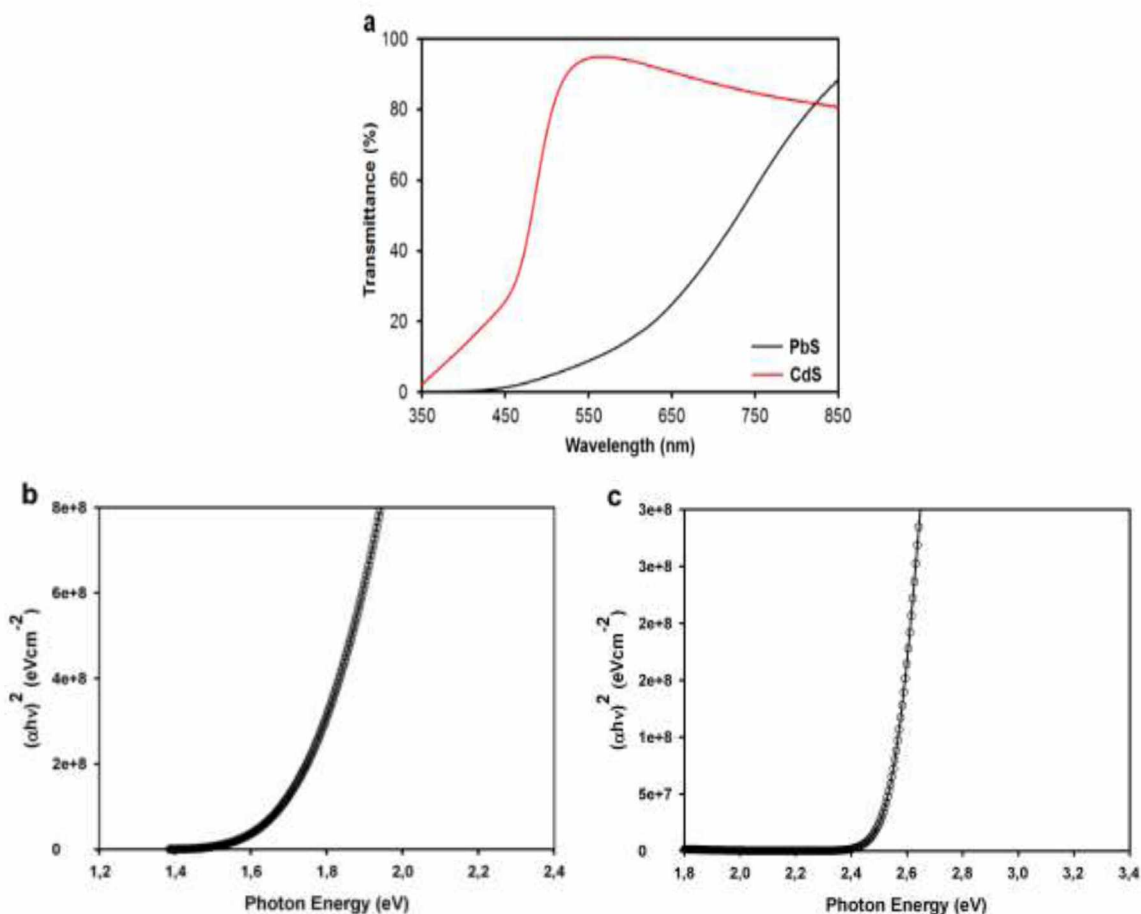 a
100
80
60
40
20
0
Transmittance (%)
PbS
CdS
350 450 550 650 750 850
Wavelength (nm)
b
8e+8
6e+8
4e+8
2e+8
0
(αhν)² (eVcm⁻²)
1,2 1,4 1,6 1,8 2,0 2,2 2,4
Photon Energy (eV)
c
3e+8
3e+8
2e+8
2e+8
1e+8
5e+7
0
(αhν)² (eVcm⁻²)
1,8 2,0 2,2 2,4 2,6 2,8 3,0 3,2 3,4
Photon Energy (eV)